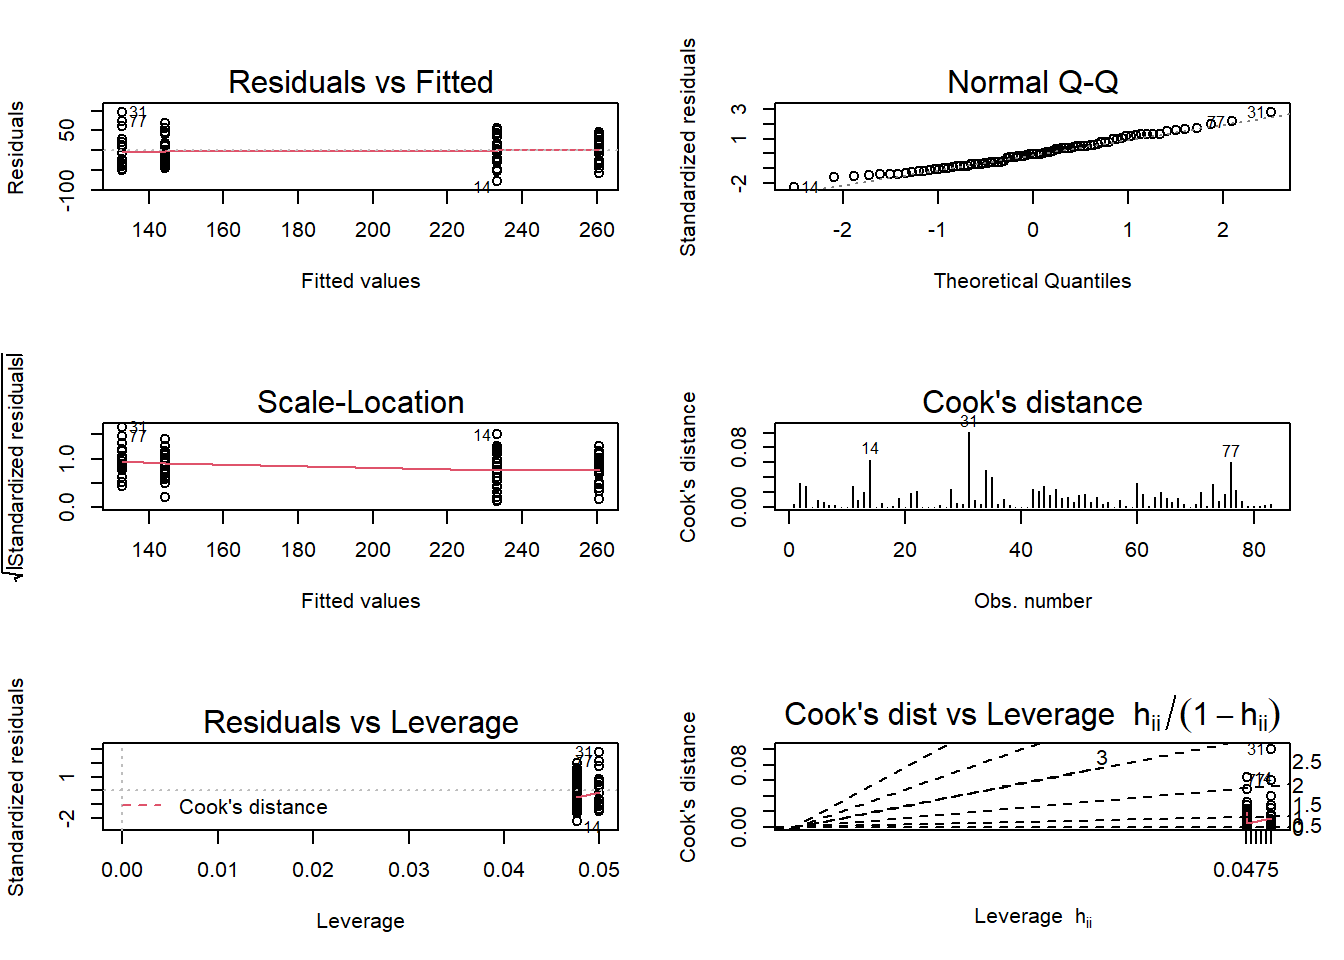 Residuals vs Fitted
Residuals
50
-100
31
77
14
140 160 180 200 220 240 260
Fitted values
Normal Q-Q
Standardized residuals
3
1
-2
14
77
31
-2 -1 0 1 2
Theoretical Quantiles
Scale-Location
√|Standardized residuals|
1.0
0.0
31
77
14
140 160 180 200 220 240 260
Fitted values
Cook's distance
Cook's distance
0.08
0.00
14
31
77
0 20 40 60 80
Obs. number
Residuals vs Leverage
Standardized residuals
1
-2
31
77
14
Cook's distance
0.00 0.01 0.02 0.03 0.04 0.05
Leverage
Cook's dist vs Leverage hii/(1 − hii)
Cook's distance
0.08
0.00
3
31
77
14
2.5
2
1.5
1
0.5
0
0.0475
Leverage hii